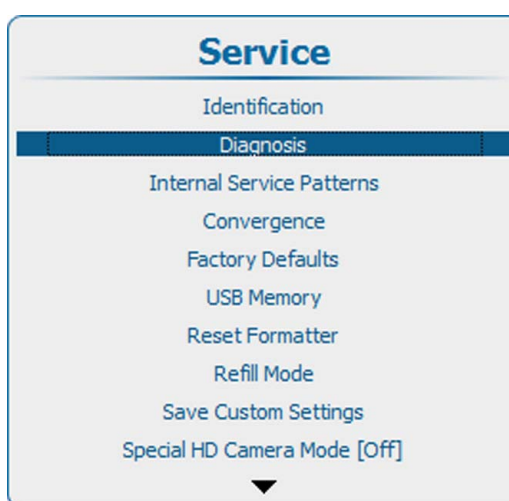 Service
Identification
Diagnosis
Internal Service Patterns
Convergence
Factory Defaults
USB Memory
Reset Formatter
Refill Mode
Save Custom Settings
Special HD Camera Mode [Off]